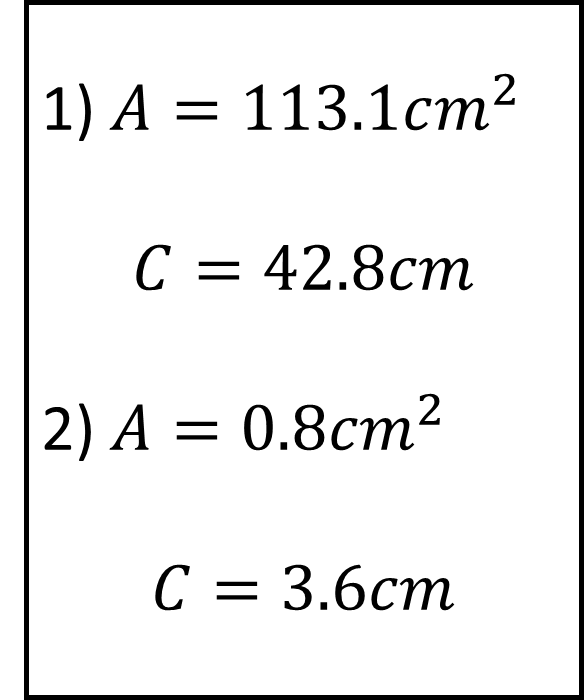 1) A = 113.1cm²
C = 42.8cm
2) A = 0.8cm²
C = 3.6cm